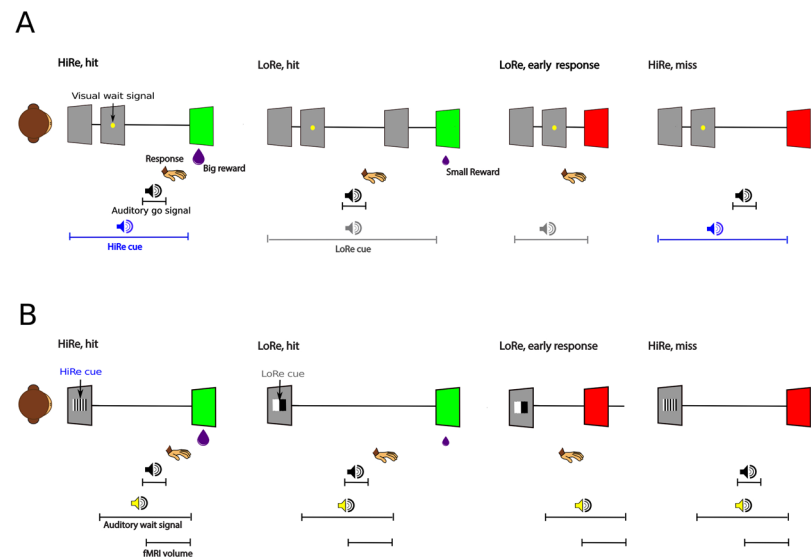 A
HiRe, hit
LoRe, hit
LoRe, early response
HiRe, miss
Visual wait signal
Response
Big reward
Small Reward
Auditory go signal
HiRe cue
LoRe cue
B
HiRe, hit
LoRe, hit
LoRe, early response
HiRe, miss
HiRe cue
LoRe cue
Auditory wait signal
fMRI volume